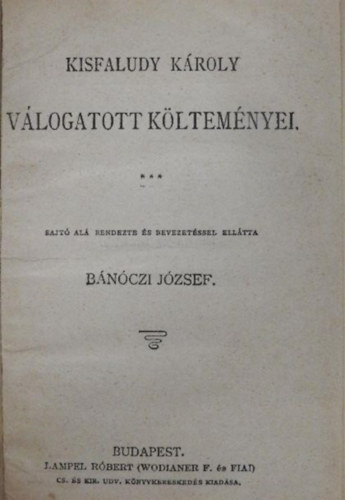 KISFALUDY KÁROLY
VÁLOGATOTT KÖLTEMÉNYEI.
***
SAJTÓ ALÁ RENDEZTE ÉS BEVEZETÉSSEL ELLÁTTA
BÁNÓCZI JÓZSEF.
BUDAPEST.
LAMPEL RÓBERT (WODIANER F. és FIAI)
CS. ÉS KIR. UDV. KÖNYVKERESKEDÉS KIADÁSA.